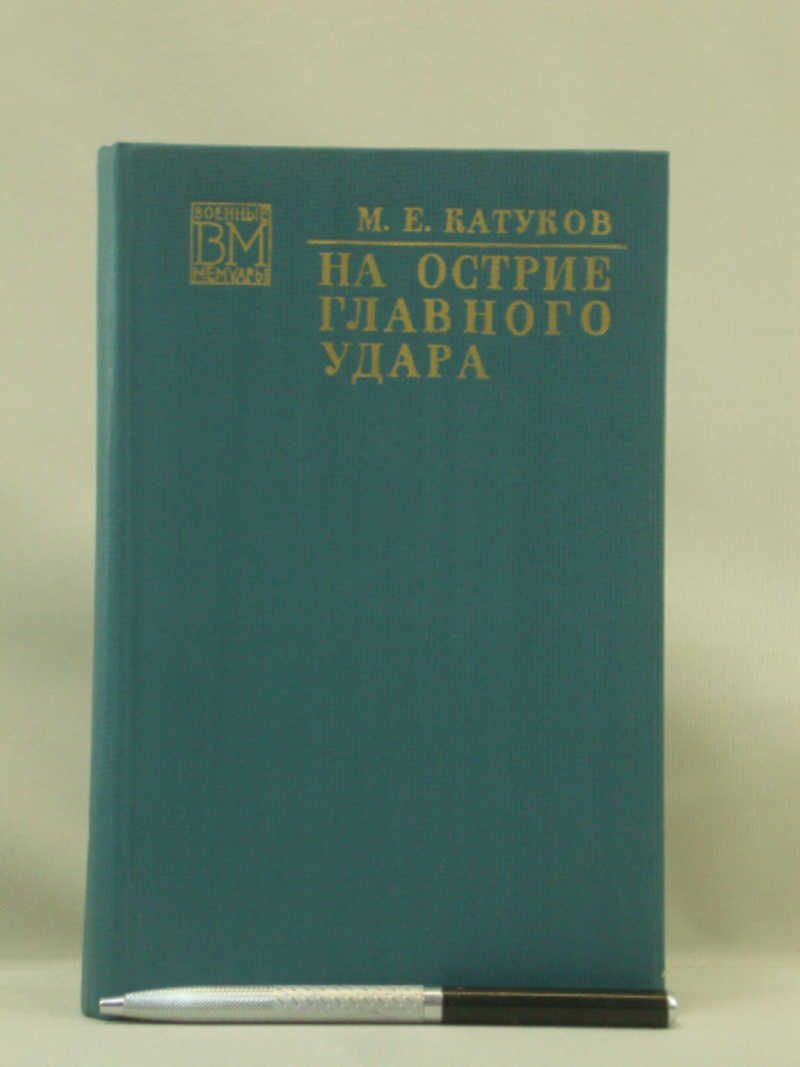 ВОЕННЫЕ
ВМ
МЕМУАРЫ
М. Е. КАТУКОВ
НА ОСТРИЕ
ГЛАВНОГО
УДАРА